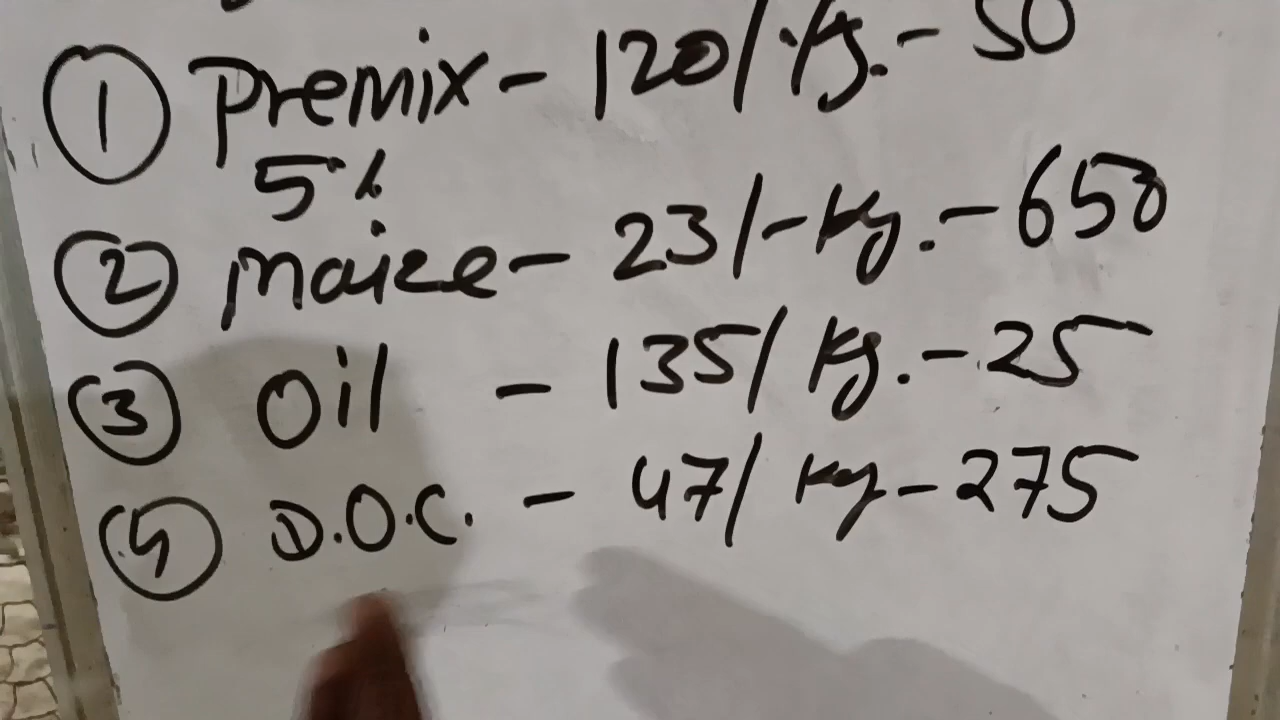 1 Premix - 120/kg. - 50
5%
2 Maize - 23/- kg. - 650
3 Oil - 135/ kg. - 25
4 D.O.C. - 47/ kg - 275